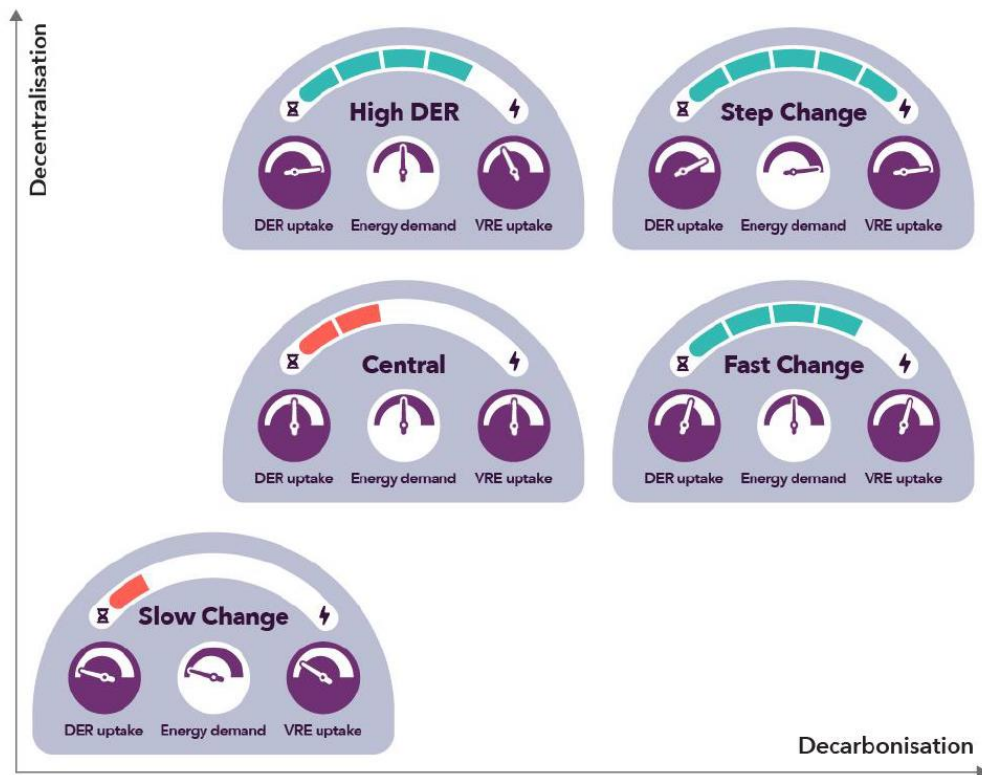 Decentralisation
High DER
DER uptake
Energy demand
VRE uptake
Step Change
DER uptake
Energy demand
VRE uptake
Central
DER uptake
Energy demand
VRE uptake
Fast Change
DER uptake
Energy demand
VRE uptake
Slow Change
DER uptake
Energy demand
VRE uptake
Decarbonisation